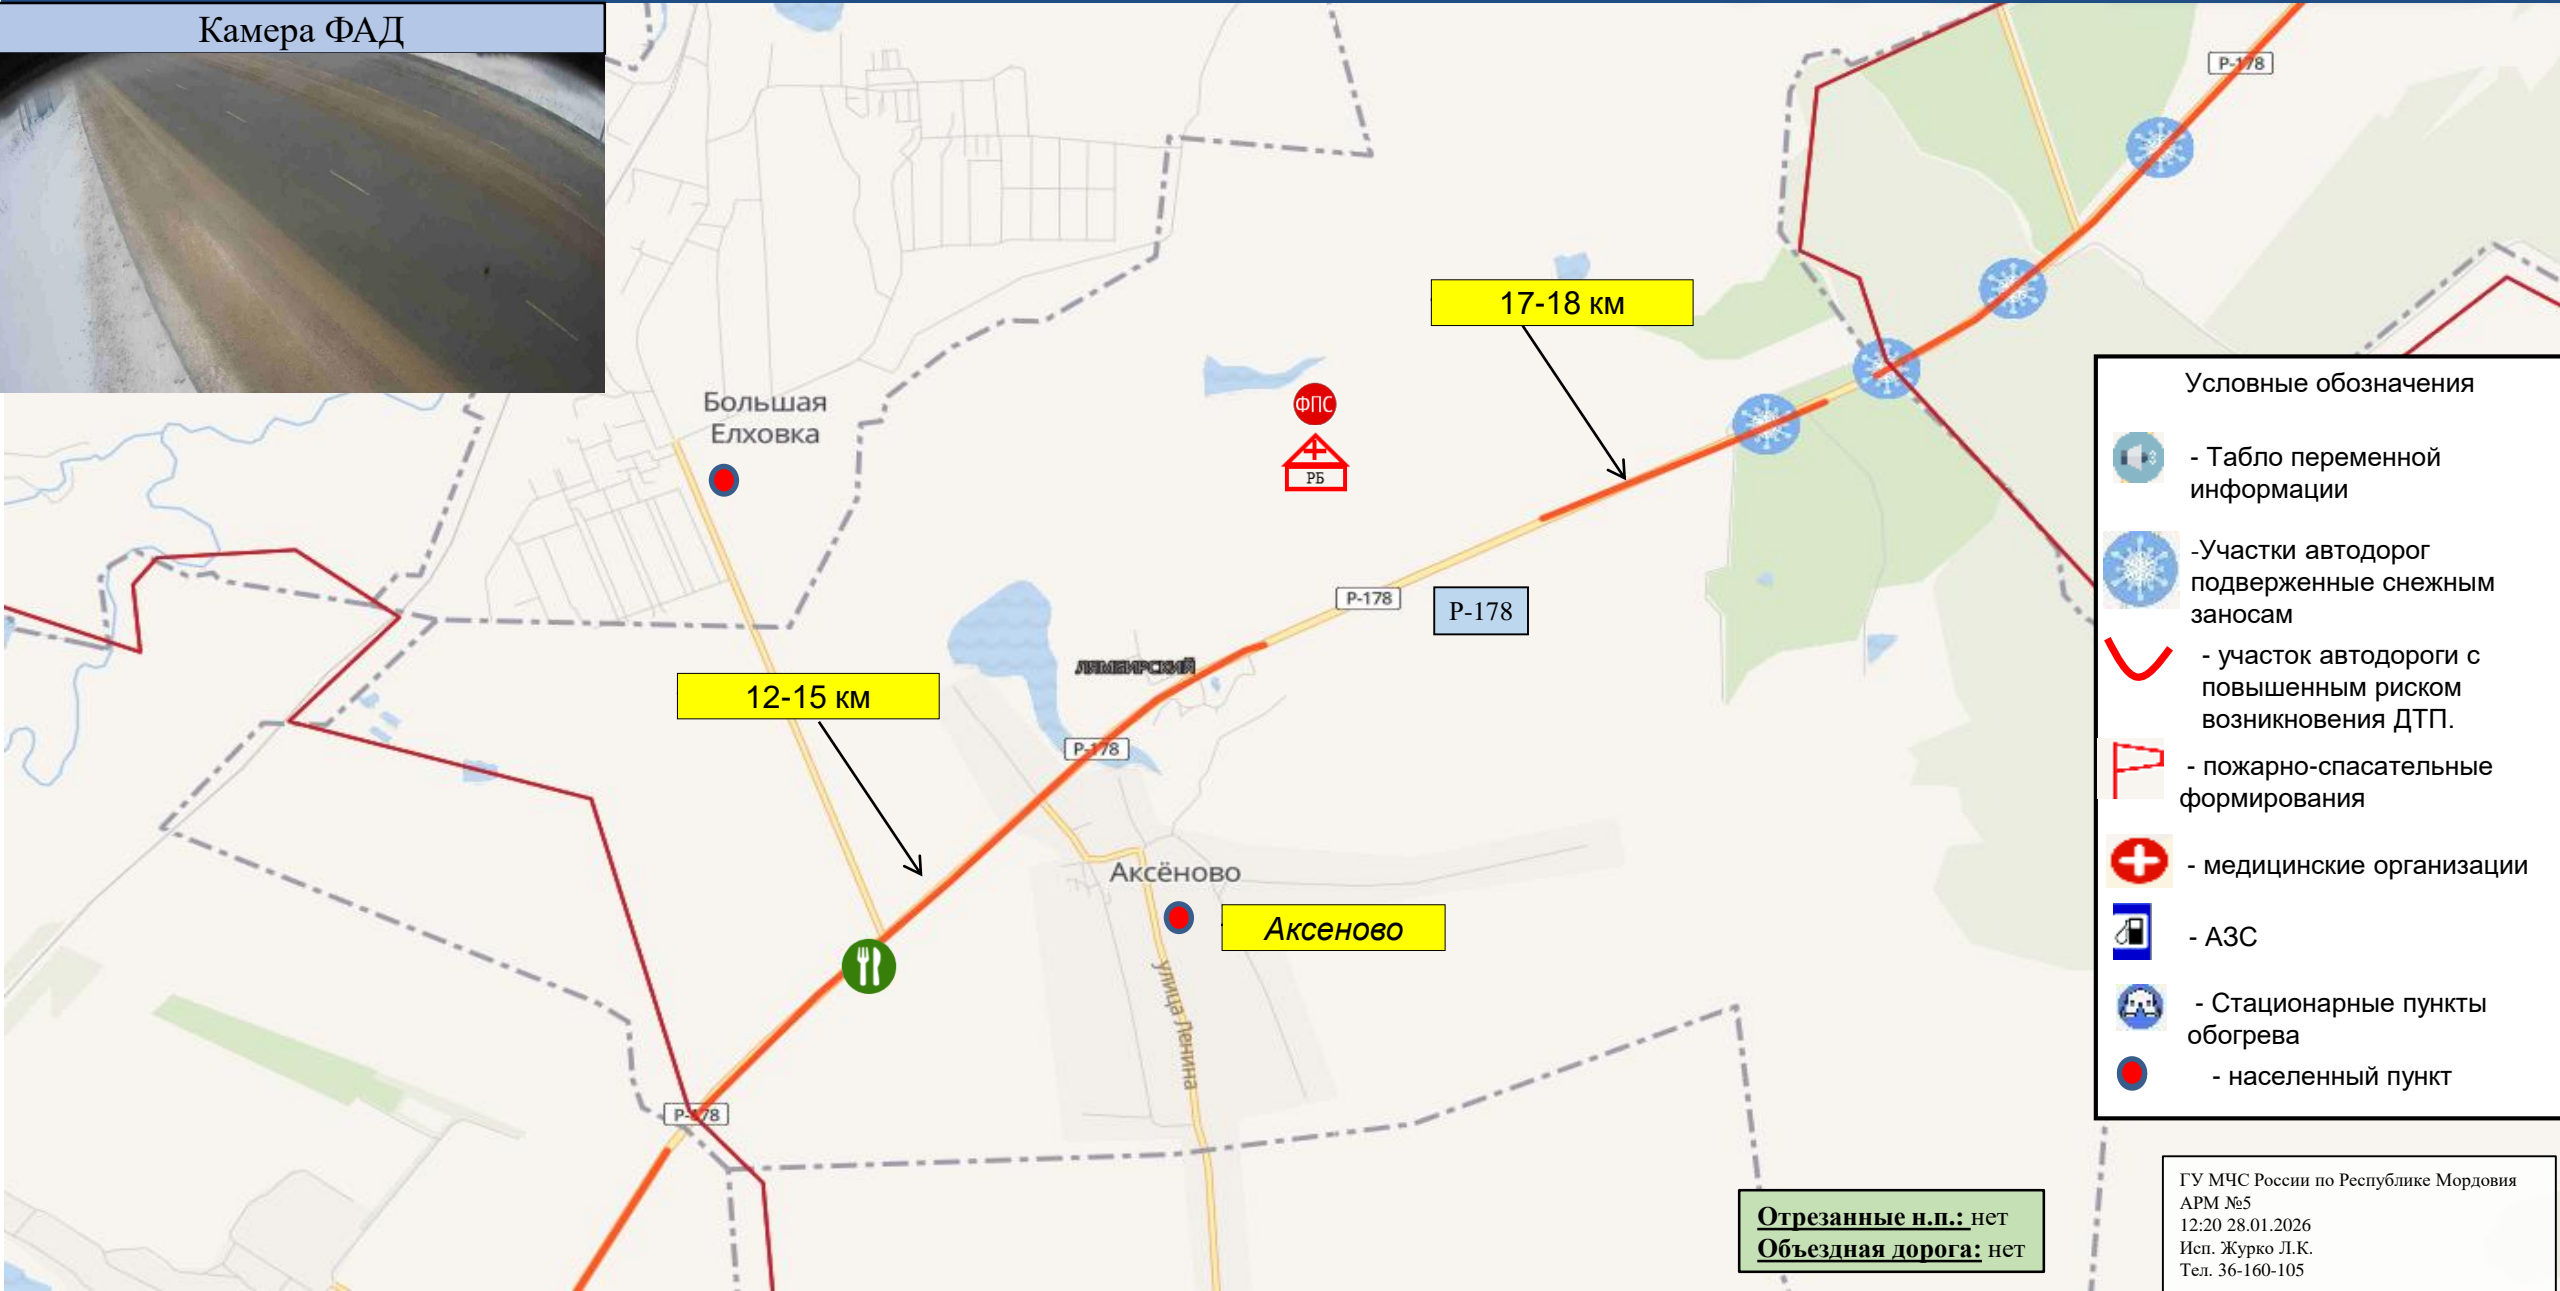 Камера ФАД
Р-178
17-18 км
Большая
Елховка
ФПС
РБ
Р-178
Р-178
ЛЯМБИРСКИЙ
12-15 км
Р-178
Аксёново
Аксеново
улица Ленина
Р-178
Условные обозначения
- Табло переменной
информации
-Участки автодорог
подверженные снежным
заносам
- участок автодороги с
повышенным риском
возникновения ДТП.
- пожарно-спасательные
формирования
- медицинские организации
- АЗС
- Стационарные пункты
обогрева
- населенный пункт
Отрезанные н.п.: нет
Объездная дорога: нет
ГУ МЧС России по Республике Мордовия
АРМ №5
12:20 28.01.2026
Исп. Журко Л.К.
Тел. 36-160-105